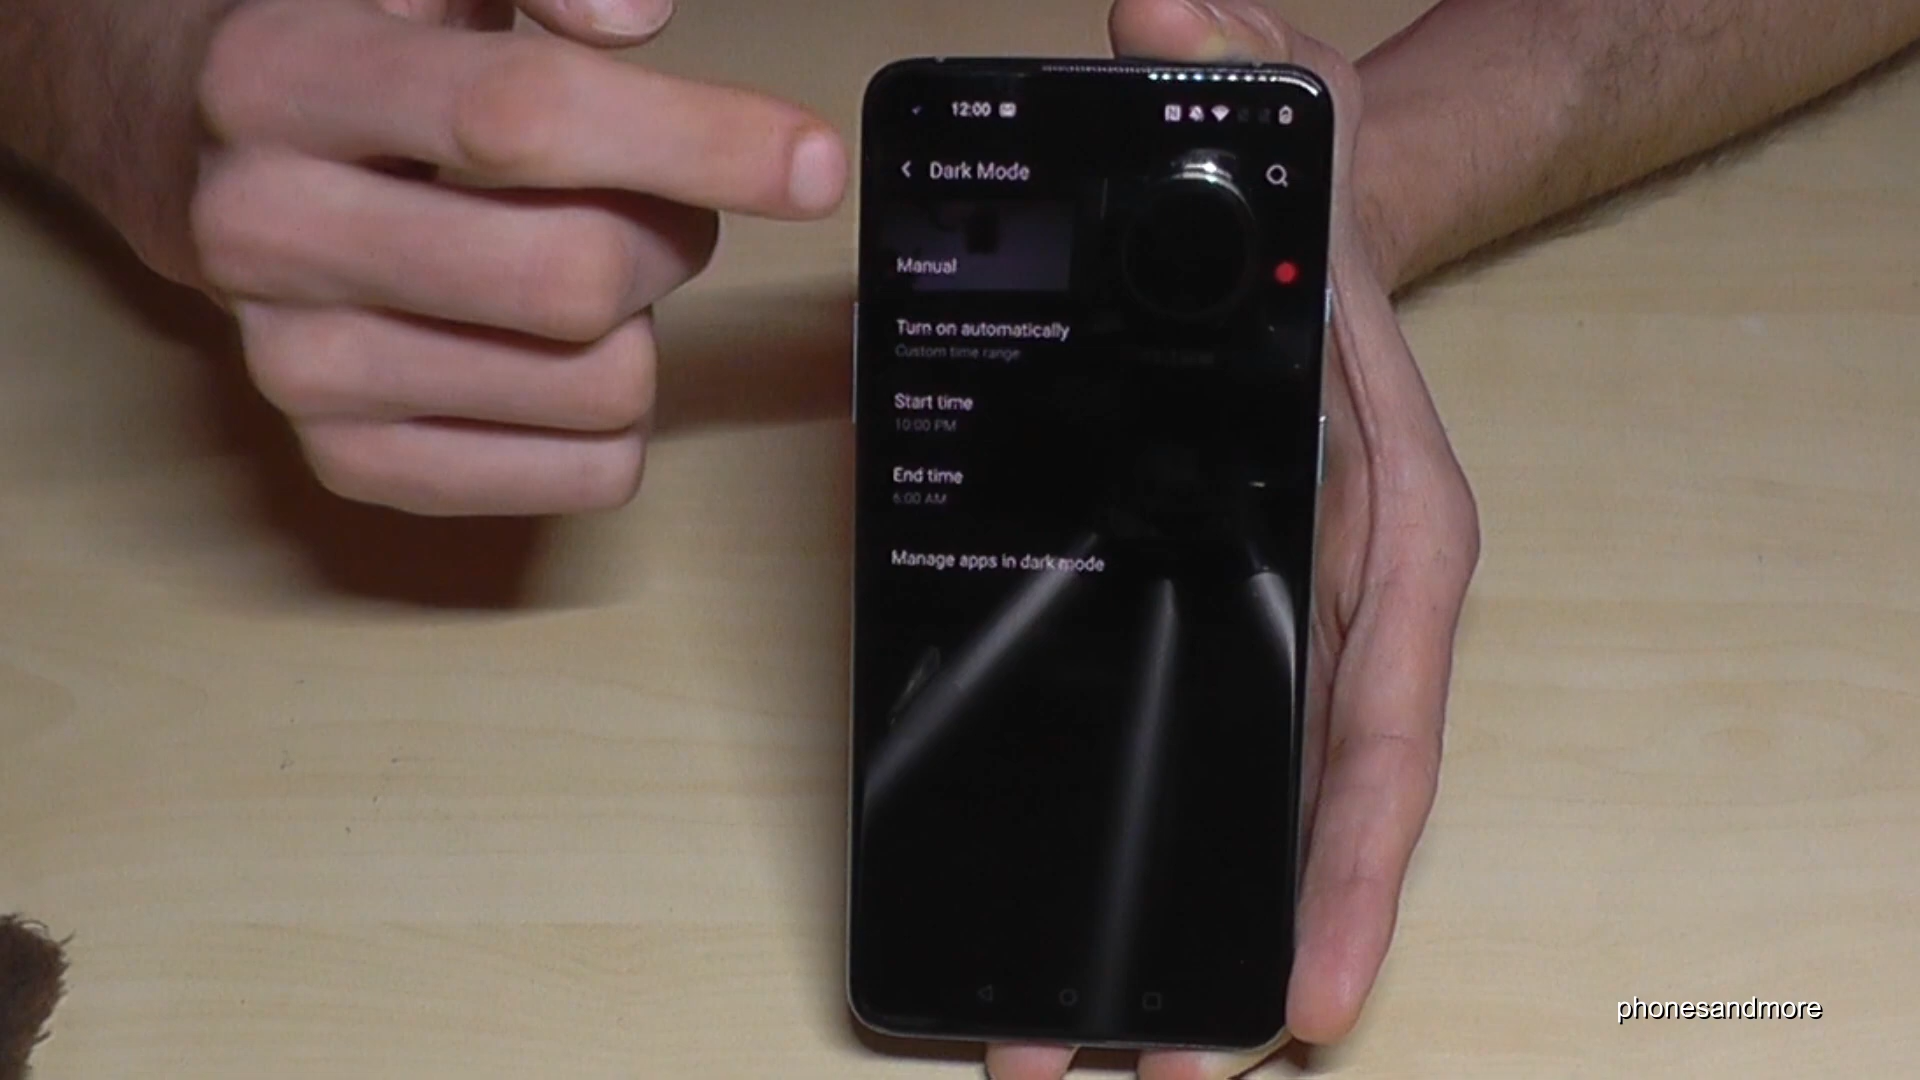 12:00
Dark Mode
Manual
Turn on automatically
Custom time range
Start time
10:00 PM
End time
6:00 AM
Manage apps in dark mode
phonesandmore